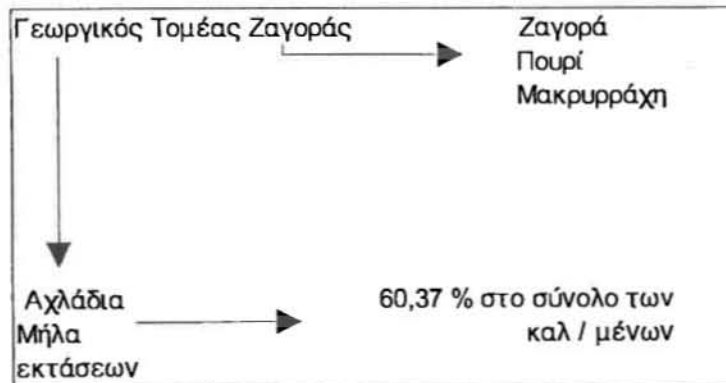 Γεωργικός Τομέας Ζαγοράς
Ζαγορά
Πουρί
Μακρυρράχη
Αχλάδια
Μήλα
εκτάσεων
60,37 % στο σύνολο των
καλ / μένων